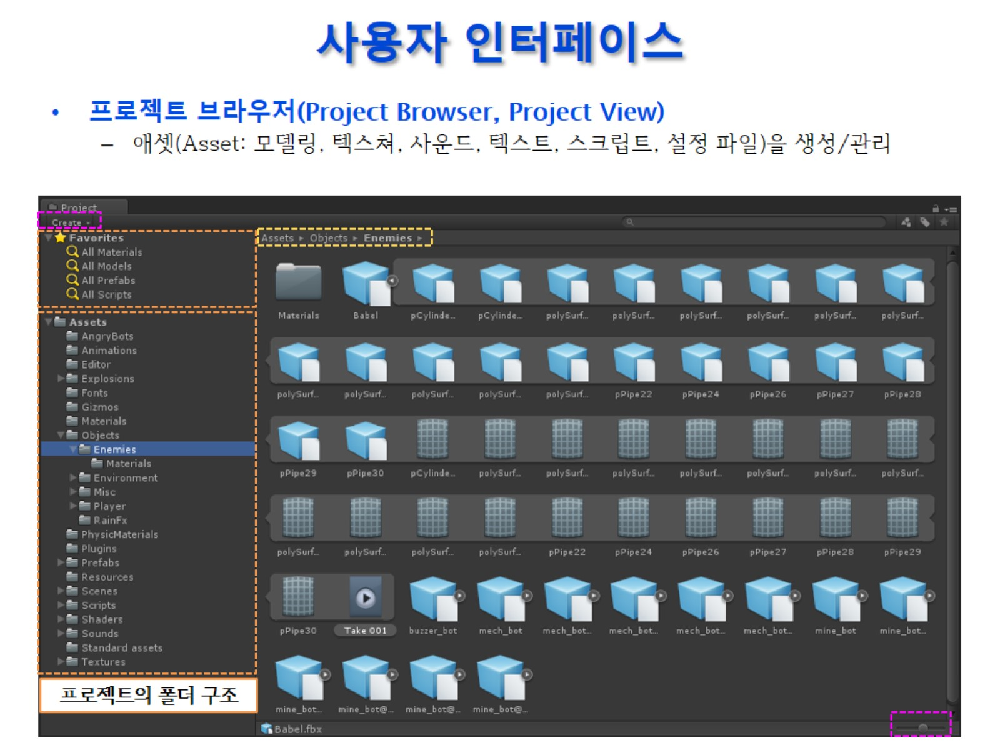 사용자 인터페이스
• 프로젝트 브라우저(Project Browser, Project View)
– 애셋(Asset: 모델링, 텍스쳐, 사운드, 텍스트, 스크립트, 설정 파일)을 생성/관리
Project
Create
Favorites
All Materials
All Models
All Prefabs
All Scripts
Assets
AngryBots
Animations
Editor
Explosions
Fonts
Gizmos
Materials
Objects
Enemies
Materials
Environment
Misc
Player
RainFx
PhysicMaterials
Plugins
Prefabs
Resources
Scenes
Scripts
Shaders
Sounds
Standard assets
Textures
프로젝트의 폴더 구조
Assets ▸ Objects ▸ Enemies ▸
Materials Babel pCylinde... pCylinde... polySurf... polySurf... polySurf... polySurf... polySurf... polySurf...
polySurf... polySurf... polySurf... polySurf... polySurf... pPipe22 pPipe24 pPipe26 pPipe27 pPipe28
pPipe29 pPipe30 pCylinde... polySurf... polySurf... polySurf... polySurf... polySurf... polySurf... polySurf...
polySurf... polySurf... polySurf... polySurf... pPipe22 pPipe24 pPipe26 pPipe27 pPipe28 pPipe29
pPipe30 Take 001 buzzer_bot mech_bot mech_bot... mech_bot... mech_bot... mech_bot... mine_bot mine_bot...
mine_bot... mine_bot@... mine_bot@... mine_bot@...
Babel.fbx